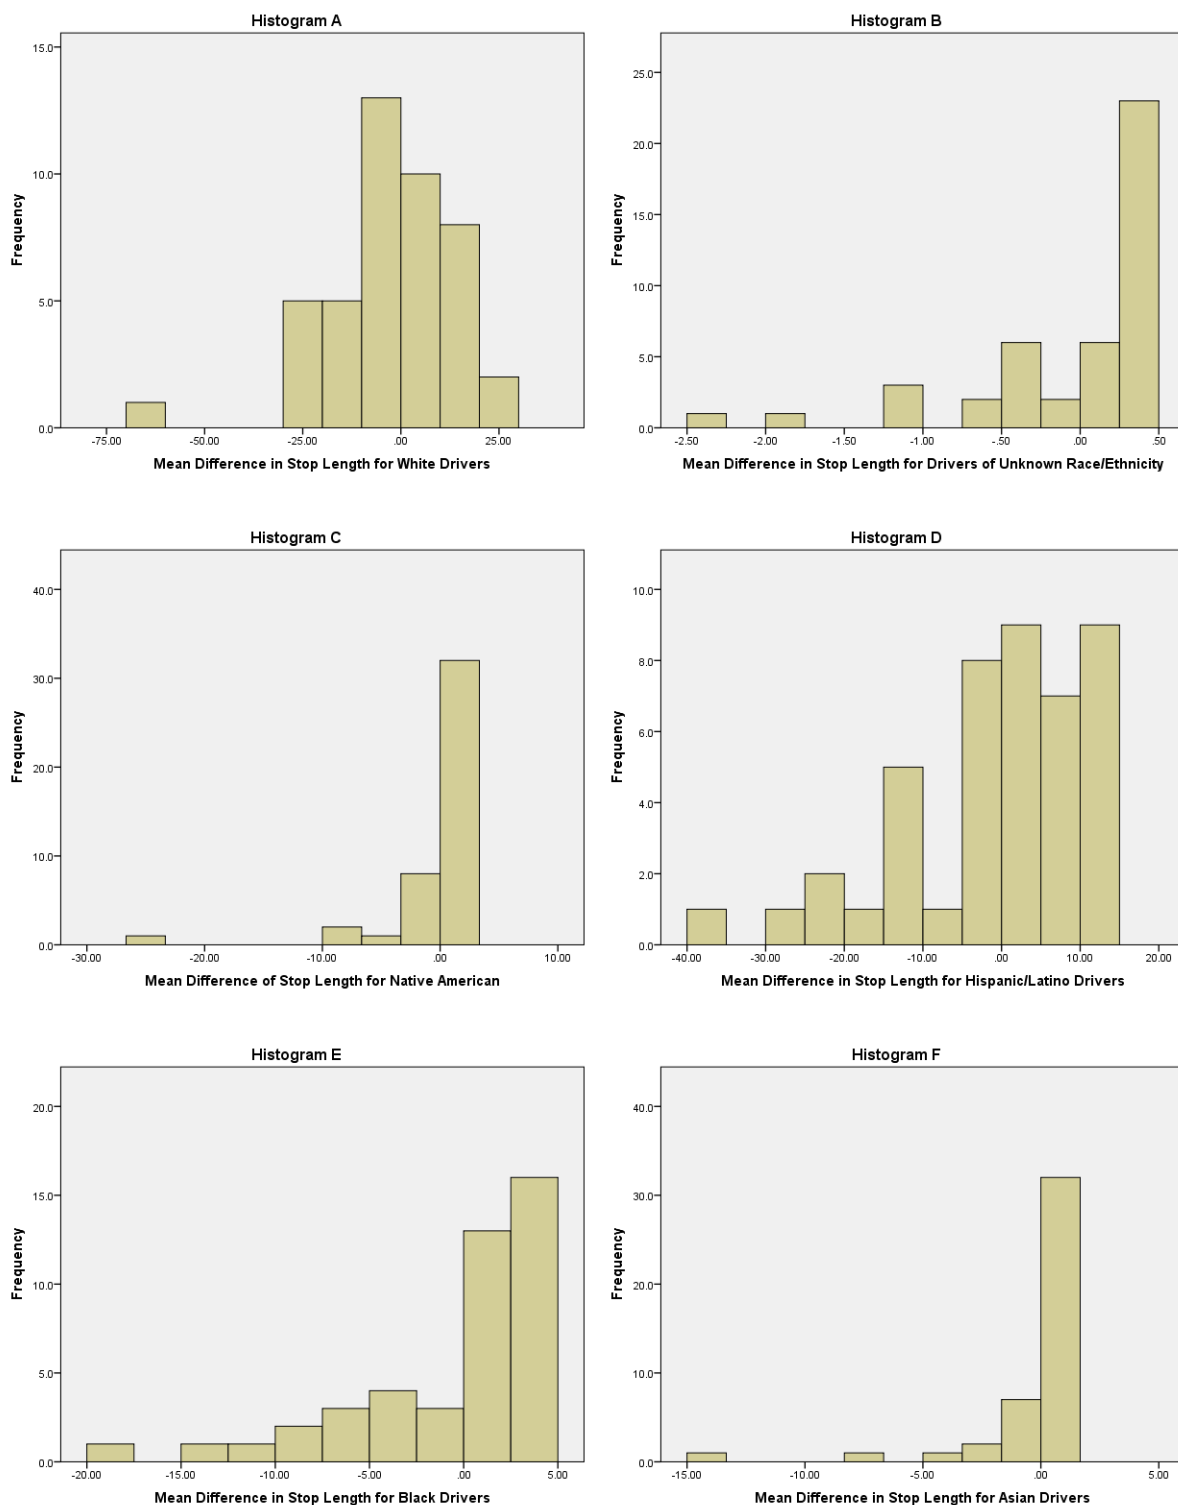 Histogram A
15.0
10.0
5.0
0.0
Frequency
-75.00 -50.00 -25.00 .00 25.00
Mean Difference in Stop Length for White Drivers
Histogram B
25.0
20.0
15.0
10.0
5.0
0.0
Frequency
-2.50 -2.00 -1.50 -1.00 -.50 .00 .50
Mean Difference in Stop Length for Drivers of Unknown Race/Ethnicity
Histogram C
40.0
30.0
20.0
10.0
0.0
Frequency
-30.00 -20.00 -10.00 .00 10.00
Mean Difference of Stop Length for Native American
Histogram D
10.0
8.0
6.0
4.0
2.0
0.0
Frequency
-40.00 -30.00 -20.00 -10.00 .00 10.00 20.00
Mean Difference in Stop Length for Hispanic/Latino Drivers
Histogram E
20.0
15.0
10.0
5.0
0.0
Frequency
-20.00 -15.00 -10.00 -5.00 .00 5.00
Mean Difference in Stop Length for Black Drivers
Histogram F
40.0
30.0
20.0
10.0
0.0
Frequency
-15.00 -10.00 -5.00 .00 5.00
Mean Difference in Stop Length for Asian Drivers